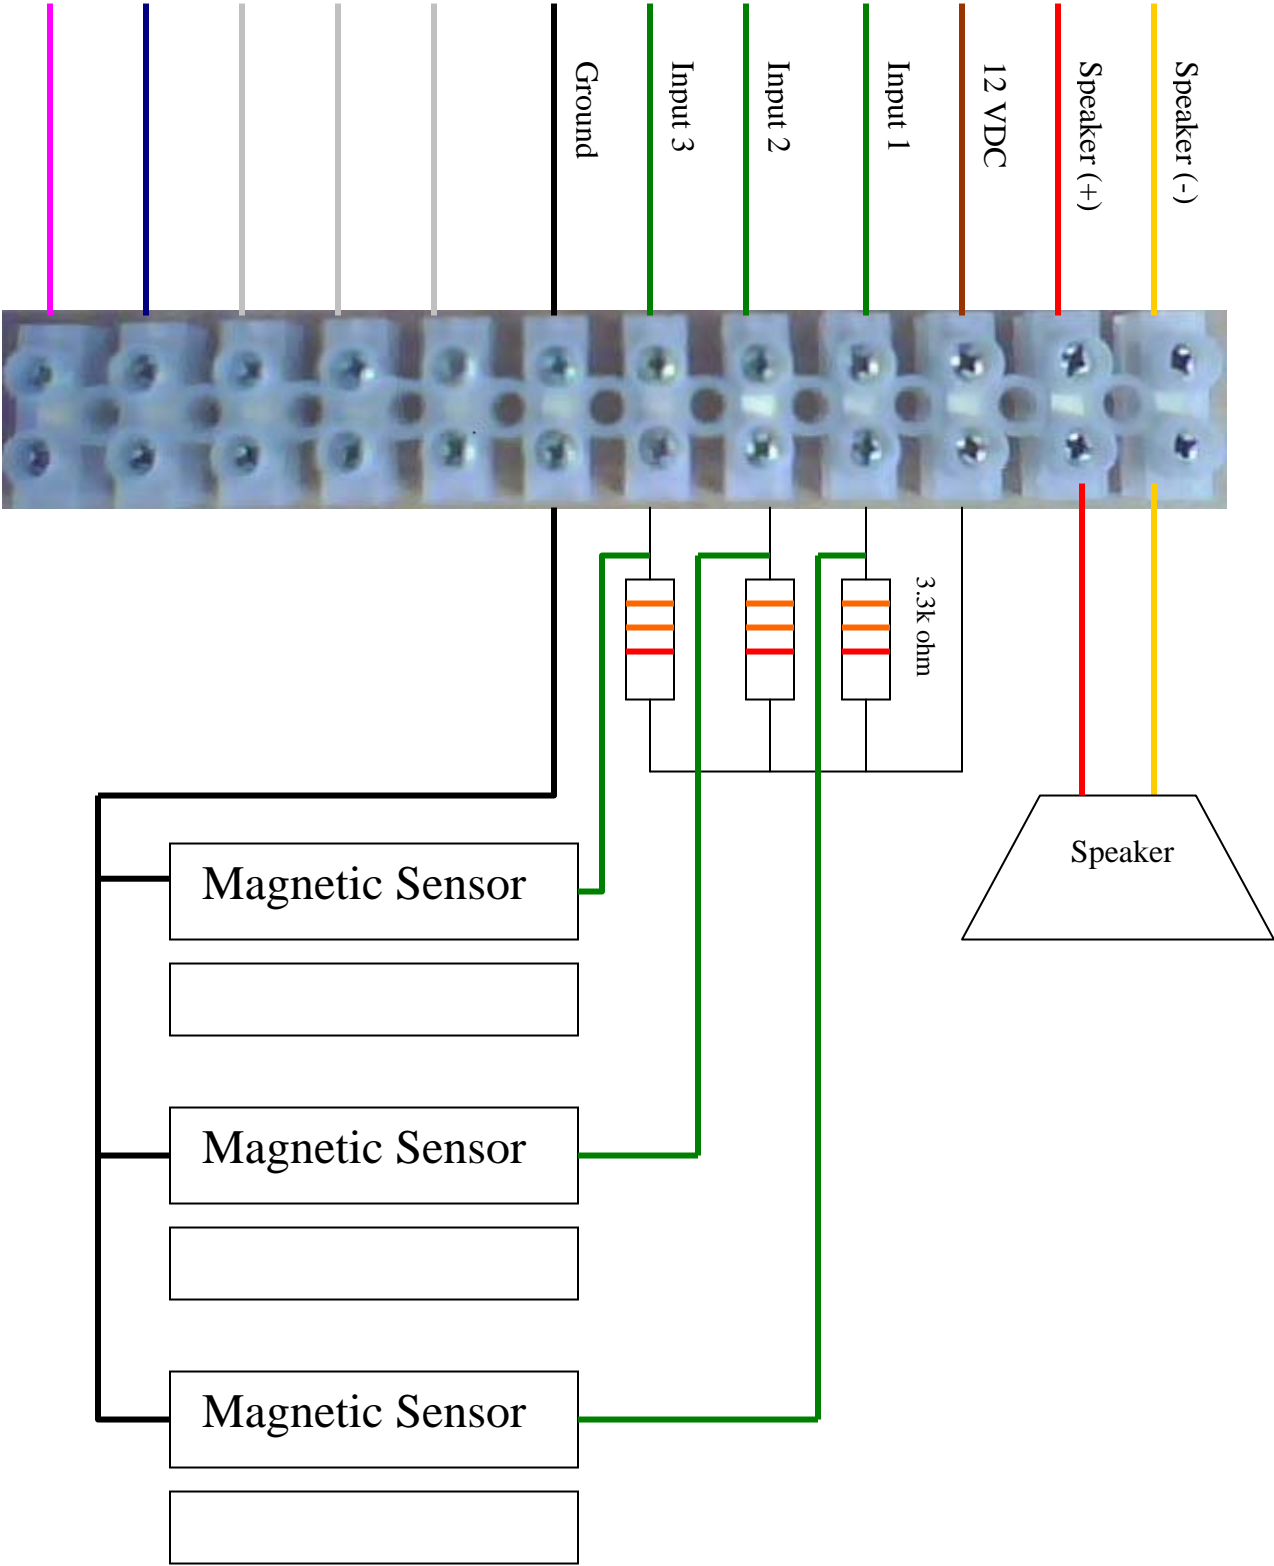 Ground
Input 3
Input 2
Input 1
12 VDC
Speaker (+)
Speaker (-)
3.3k ohm
Speaker
Magnetic Sensor
Magnetic Sensor
Magnetic Sensor